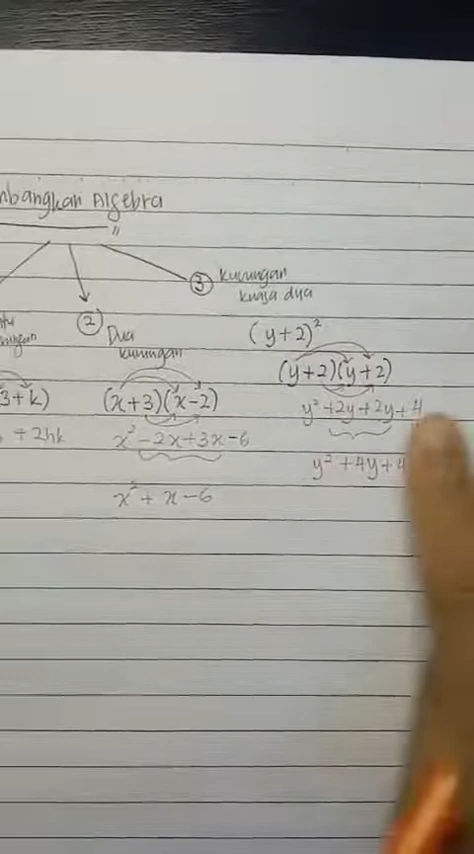 mbangkan Algebra
③ kurungan
kuasa dua
② Dua
kurungan
(y+2)²
3+k)
(x+3)(x-2)
(y+2)(y+2)
+ 2hk
x² - 2x + 3x - 6
y² + 2y + 2y + 4
x² + x - 6
y² + 4y + 4